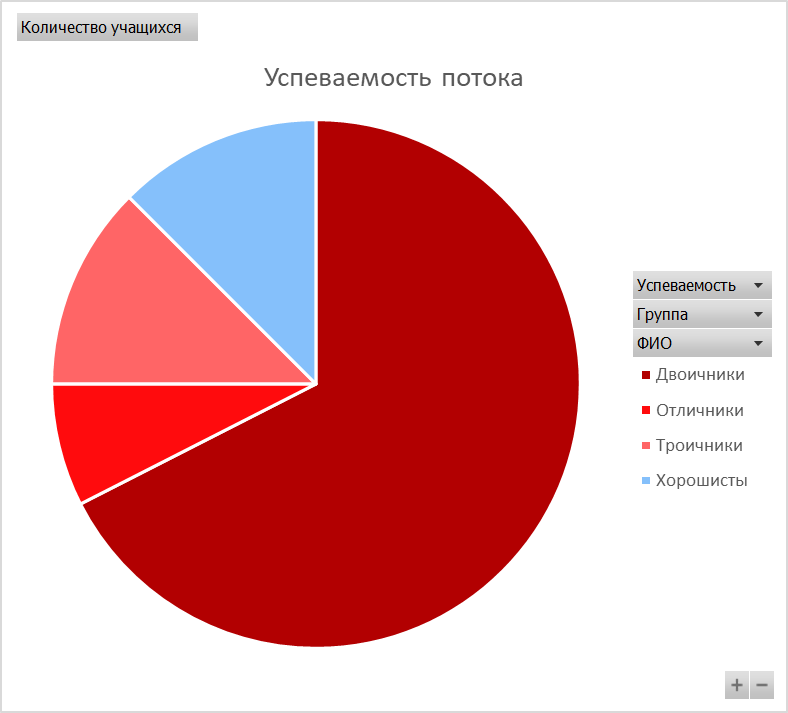 Количество учащихся
Успеваемость потока
Успеваемость
Группа
ФИО
Двоичники
Отличники
Троичники
Хорошисты